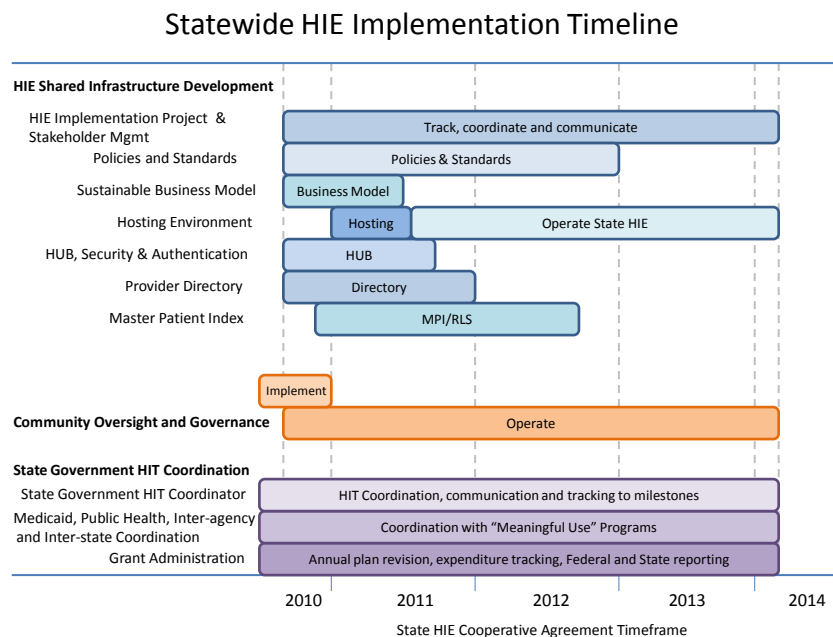 Statewide HIE Implementation Timeline
HIE Shared Infrastructure Development
HIE Implementation Project &
Stakeholder Mgmt
Track, coordinate and communicate
Policies and Standards
Policies & Standards
Sustainable Business Model
Business Model
Hosting Environment
Hosting
Operate State HIE
HUB, Security & Authentication
HUB
Provider Directory
Directory
Master Patient Index
MPI/RLS
Implement
Community Oversight and Governance
Operate
State Government HIT Coordination
State Government HIT Coordinator
HIT Coordination, communication and tracking to milestones
Medicaid, Public Health, Inter-agency
and Inter-state Coordination
Coordination with “Meaningful Use” Programs
Grant Administration
Annual plan revision, expenditure tracking, Federal and State reporting
2010 2011 2012 2013 2014
State HIE Cooperative Agreement Timeframe